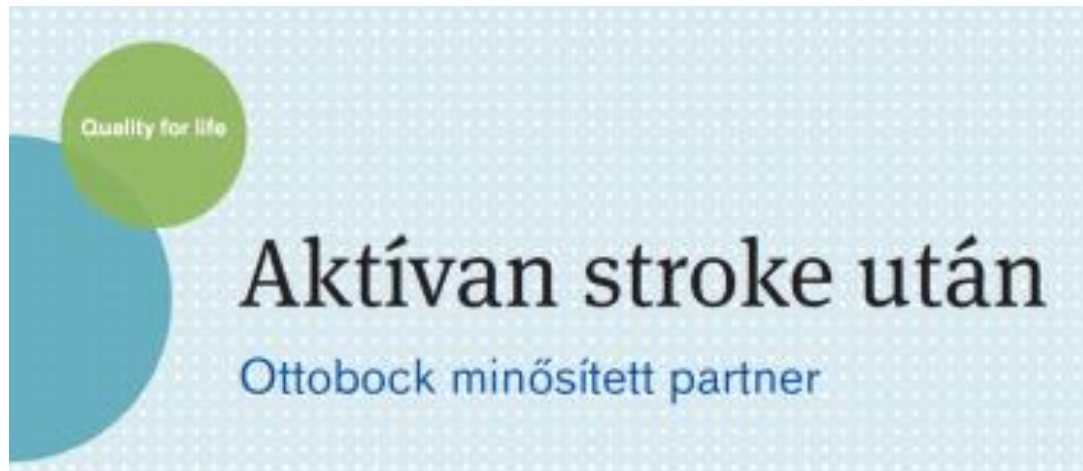 Quality for life
Aktívan stroke után
Ottobock minősített partner